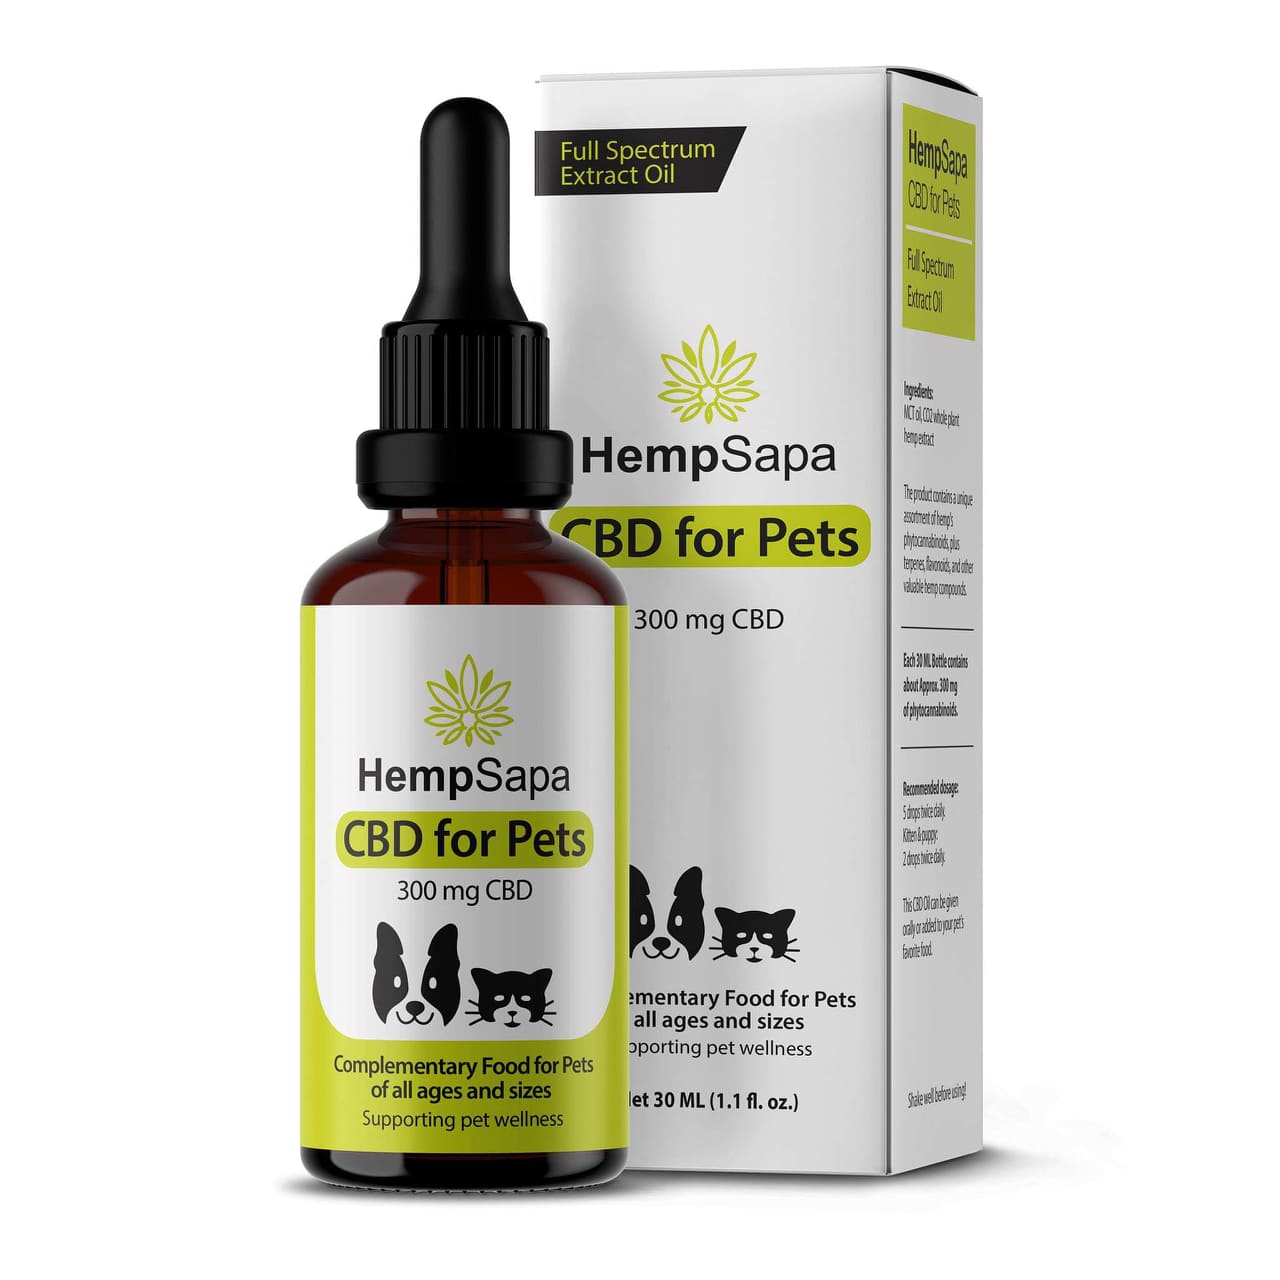 Full Spectrum
Extract Oil
HempSapa
CBD for Pets
300 mg CBD
ementary Food for Pets
all ages and sizes
pporting pet wellness
et 30 ML (1.1 fl. oz.)
HempSapa
CBD for Pets
300 mg CBD
Complementary Food for Pets
of all ages and sizes
Supporting pet wellness
HempSapa
CBD for Pets
Full Spectrum
Extract Oil
Ingredients:
MCT oil, CO2 whole plant
hemp extract
The product contains a unique
assortment of hemp's
phytocannabinoids, plus
terpenes, flavonoids, and other
valuable hemp compounds.
Each 30 ML Bottle contains
about Approx. 300 mg
of phytocannabinoids.
Recommended dosage:
5 drops twice daily.
Kitten & puppy:
2 drops twice daily.
This CBD Oil can be given
orally or added to your pet's
favorite food.
Shake well before using!